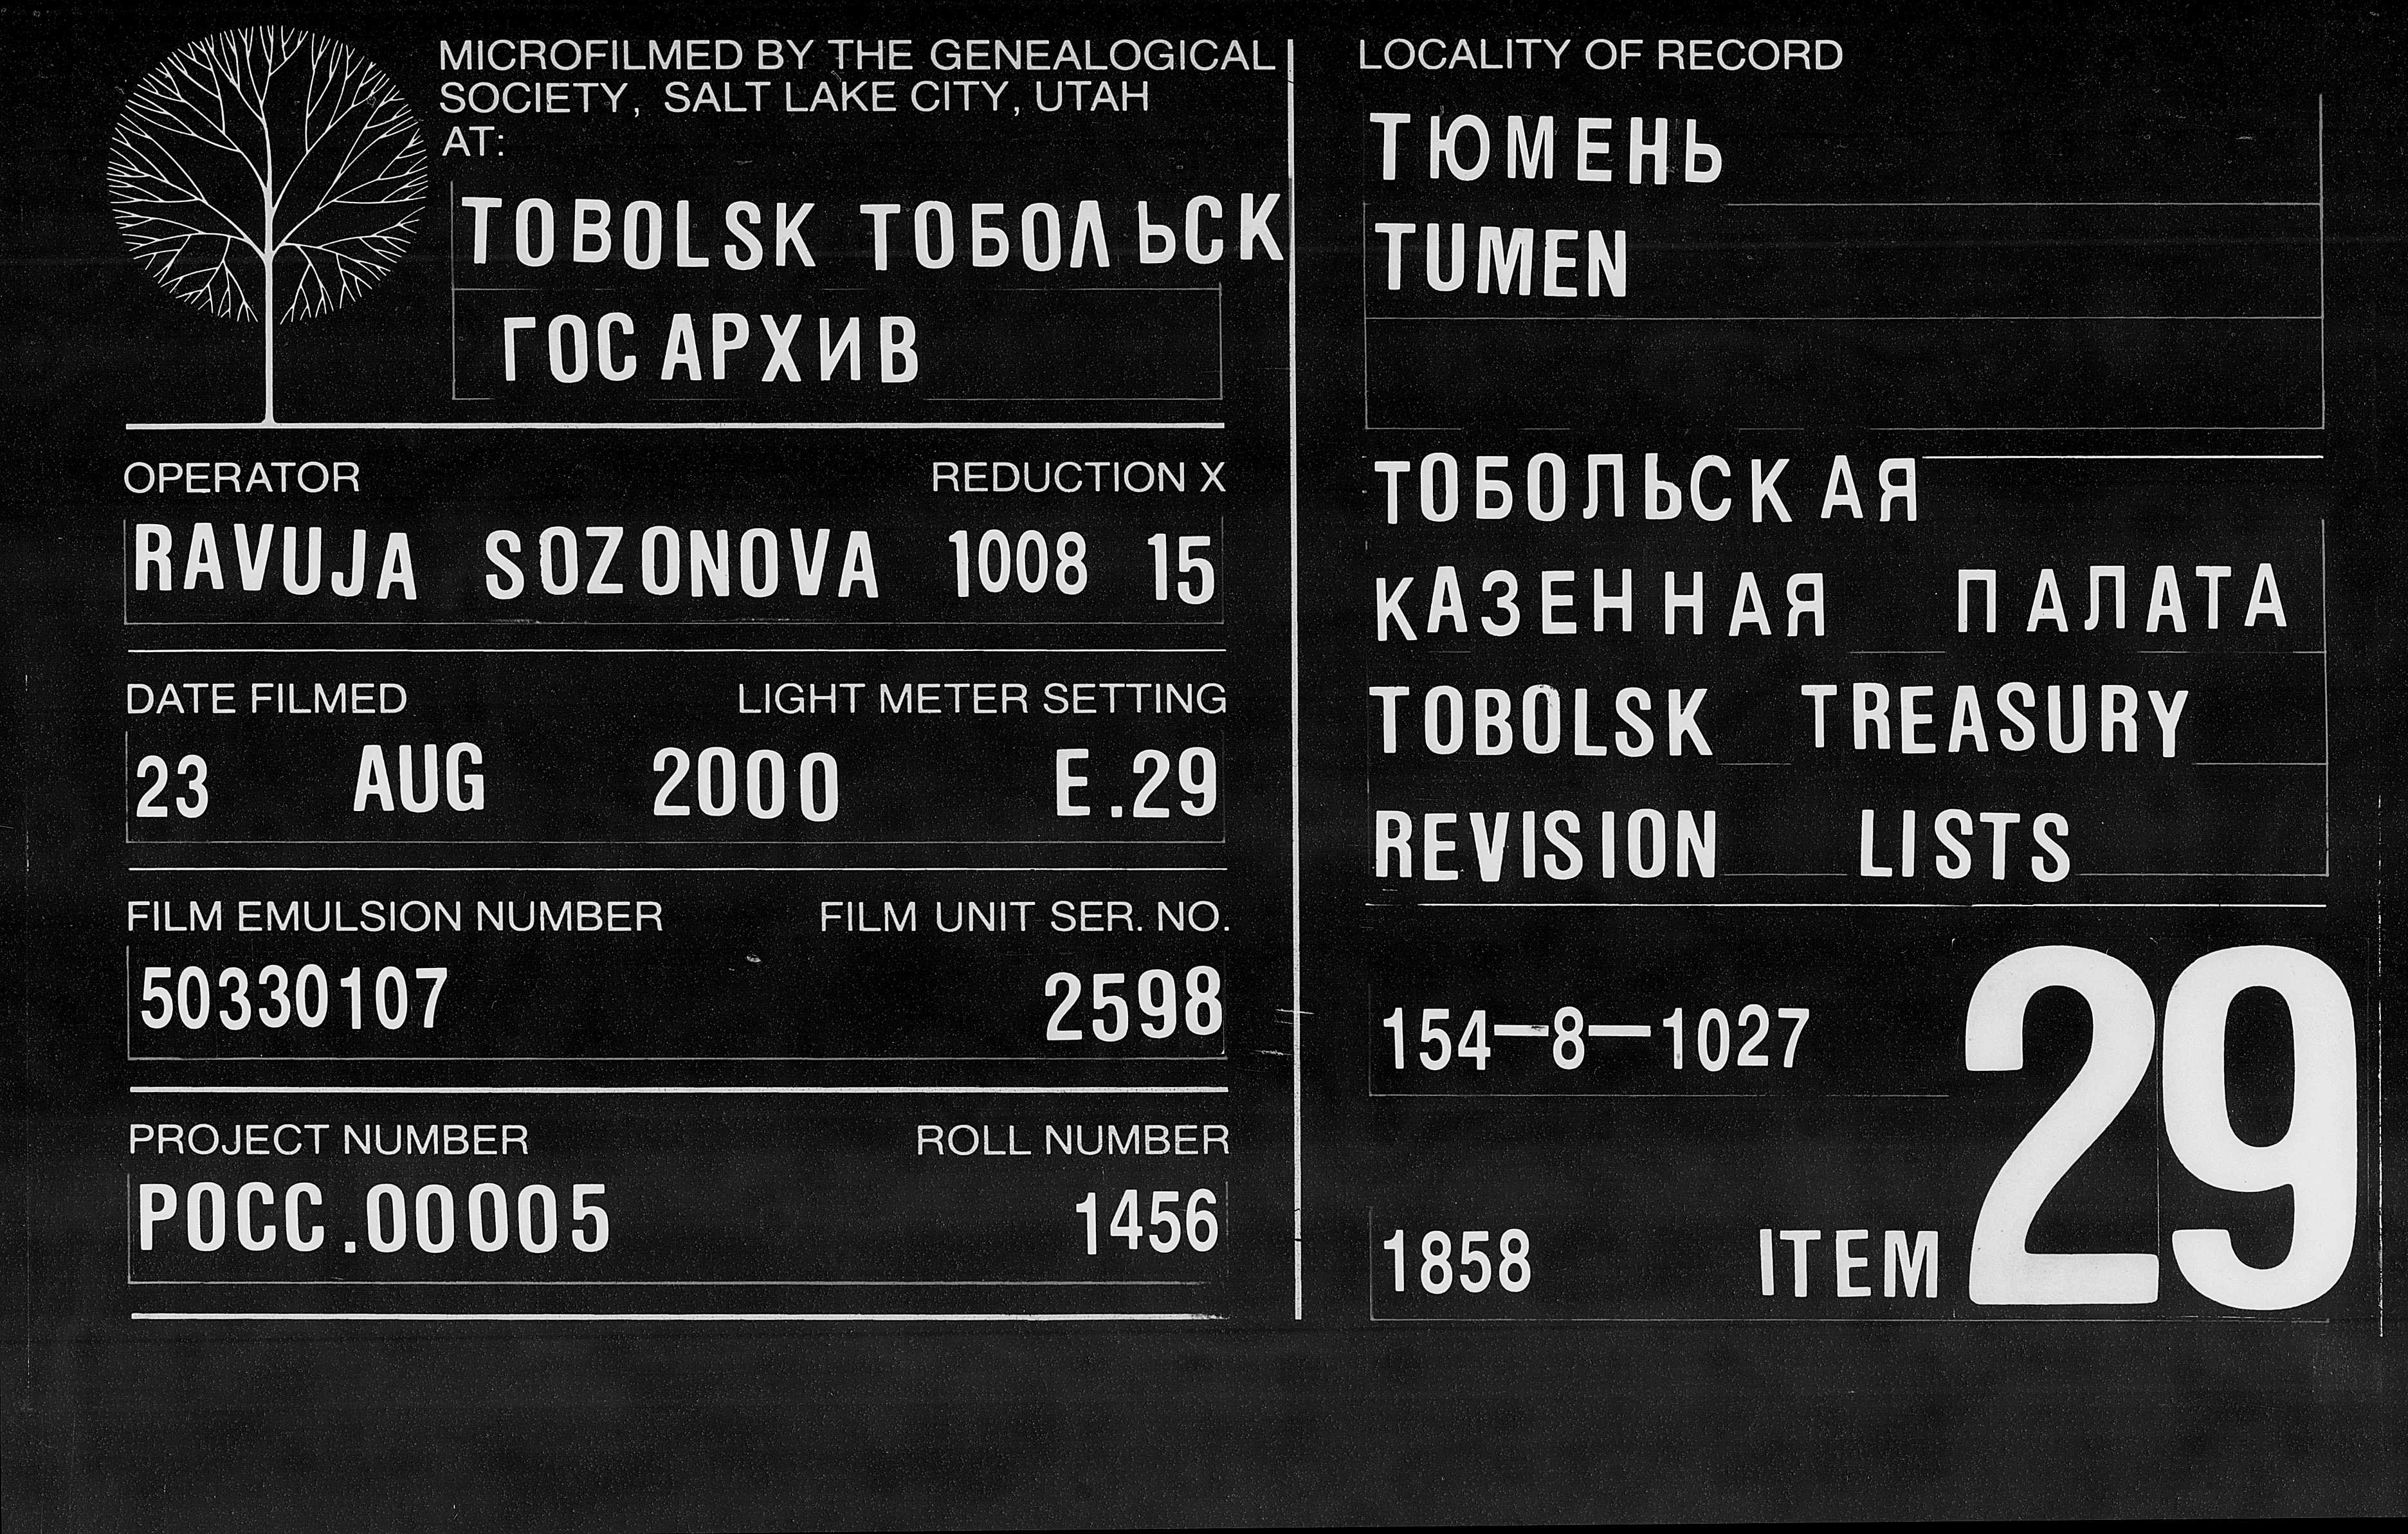 MICROFILMED BY THE GENEALOGICAL
SOCIETY, SALT LAKE CITY, UTAH
AT:
TOBOLSK ТОБОЛЬСК
ГОСАРХИВ
OPERATOR REDUCTION X
RAVUJA SOZONOVA 1008 15
DATE FILMED LIGHT METER SETTING
23 AUG 2000 E.29
FILM EMULSION NUMBER FILM UNIT SER. NO.
50330107 2598
PROJECT NUMBER ROLL NUMBER
РОСС.00005 1456
LOCALITY OF RECORD
ТЮМЕНЬ
TUMEN
ТОБОЛЬСКАЯ
КАЗЕННАЯ ПАЛАТА
TOBOLSK TREASURY
REVISION LISTS
154-8-1027
1858 ITEM 29